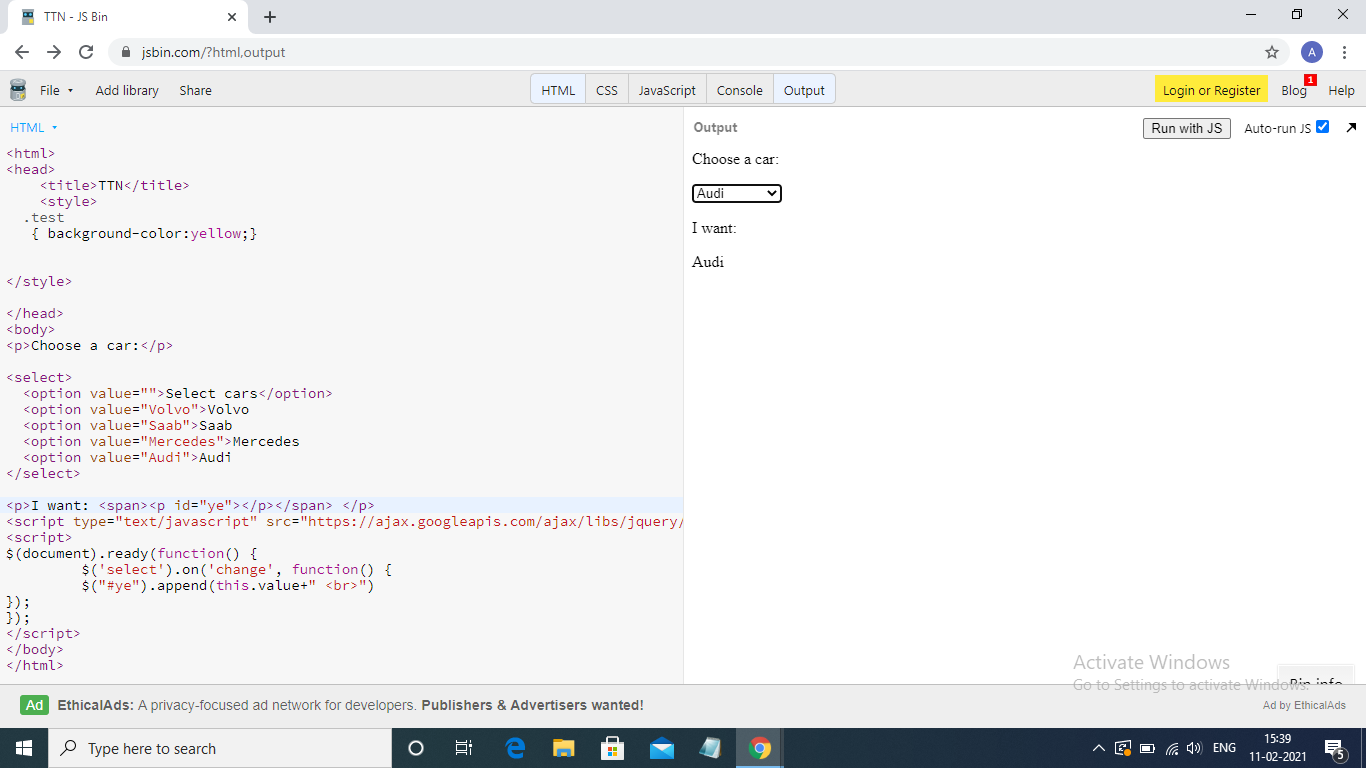 TTN - JS Bin
jsbin.com/?html,output
A
File
Add library
Share
HTML
CSS
JavaScript
Console
Output
Login or Register
Blog
1
Help
HTML
<html>
<head>
    <title>TTN</title>
    <style>
  .test
   { background-color:yellow;}
</style>
</head>
<body>
<p>Choose a car:</p>
<select>
  <option value="">Select cars</option>
  <option value="Volvo">Volvo
  <option value="Saab">Saab
  <option value="Mercedes">Mercedes
  <option value="Audi">Audi
</select>
<p>I want: <span><p id="ye"></p></span> </p>
<script type="text/javascript" src="https://ajax.googleapis.com/ajax/libs/jquery/
<script>
$(document).ready(function() {
         $('select').on('change', function() {
         $("#ye").append(this.value+" <br>")
});
});
</script>
</body>
</html>
Output
Run with JS
Auto-run JS
Choose a car:
Audi
I want:
Audi
Activate Windows
Go to Settings to activate Windows.
Bin info
Ad
EthicalAds: A privacy-focused ad network for developers. Publishers & Advertisers wanted!
Ad by EthicalAds
Type here to search
ENG
15:39
11-02-2021
5